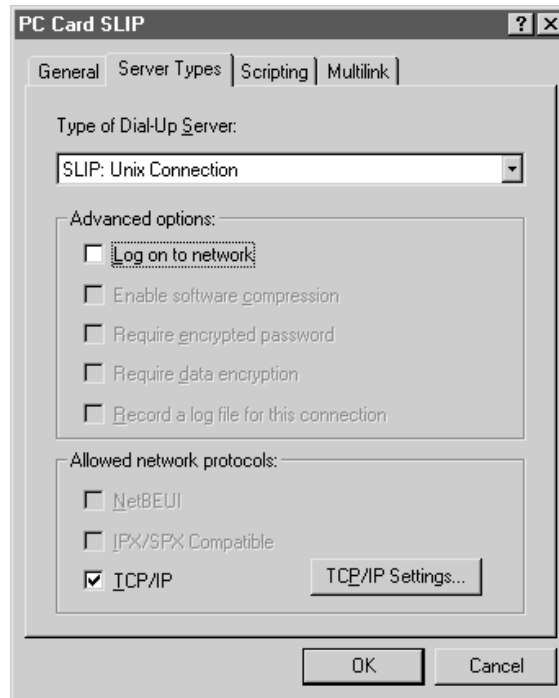 PC Card SLIP
General Server Types Scripting Multilink
Type of Dial-Up Server:
SLIP: Unix Connection
Advanced options:
Log on to network
Enable software compression
Require encrypted password
Require data encryption
Record a log file for this connection
Allowed network protocols:
NetBEUI
IPX/SPX Compatible
TCP/IP TCP/IP Settings...
OK Cancel